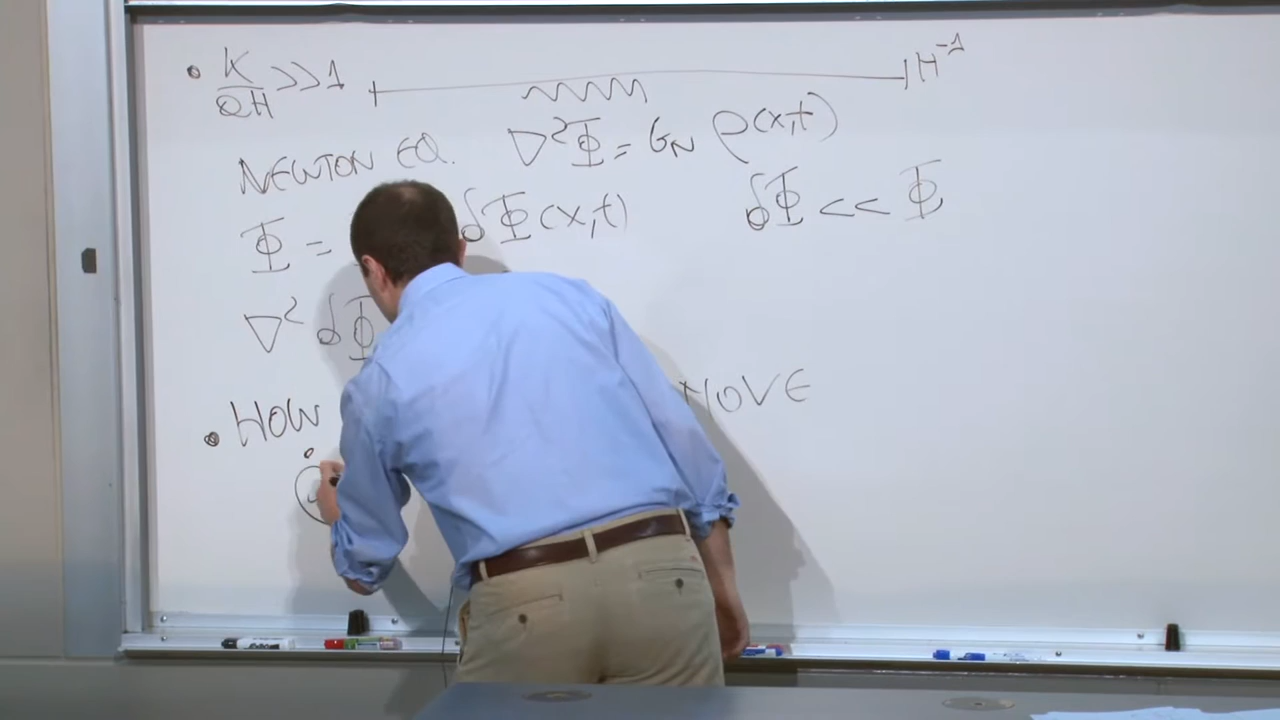 • K/aH >>1 H⁻¹
NEWTON EQ. ∇²Φ = G_N ρ(x,t)
Φ = δΦ(x,t) δΦ << Φ
∇² δΦ
• HOW MOVE